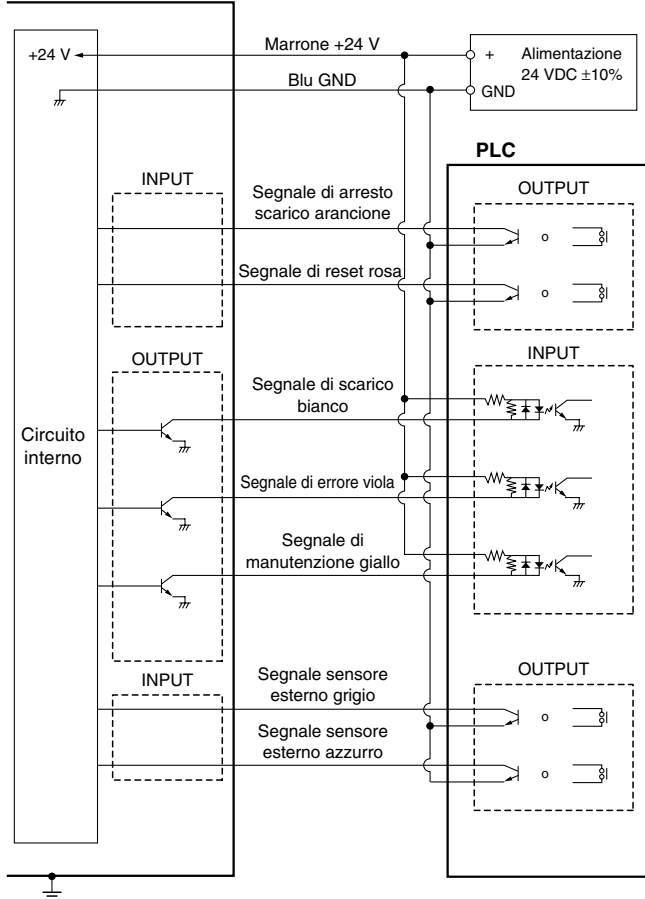 Marrone +24 V
+24 V
+ Alimentazione
24 VDC ±10%
Blu GND
GND
PLC
INPUT
OUTPUT
Segnale di arresto
scarico arancione
o
Segnale di reset rosa
o
OUTPUT
INPUT
Segnale di scarico
bianco
Circuito
interno
Segnale di errore viola
Segnale di
manutenzione giallo
INPUT
OUTPUT
Segnale sensore
esterno grigio
o
Segnale sensore
esterno azzurro
o